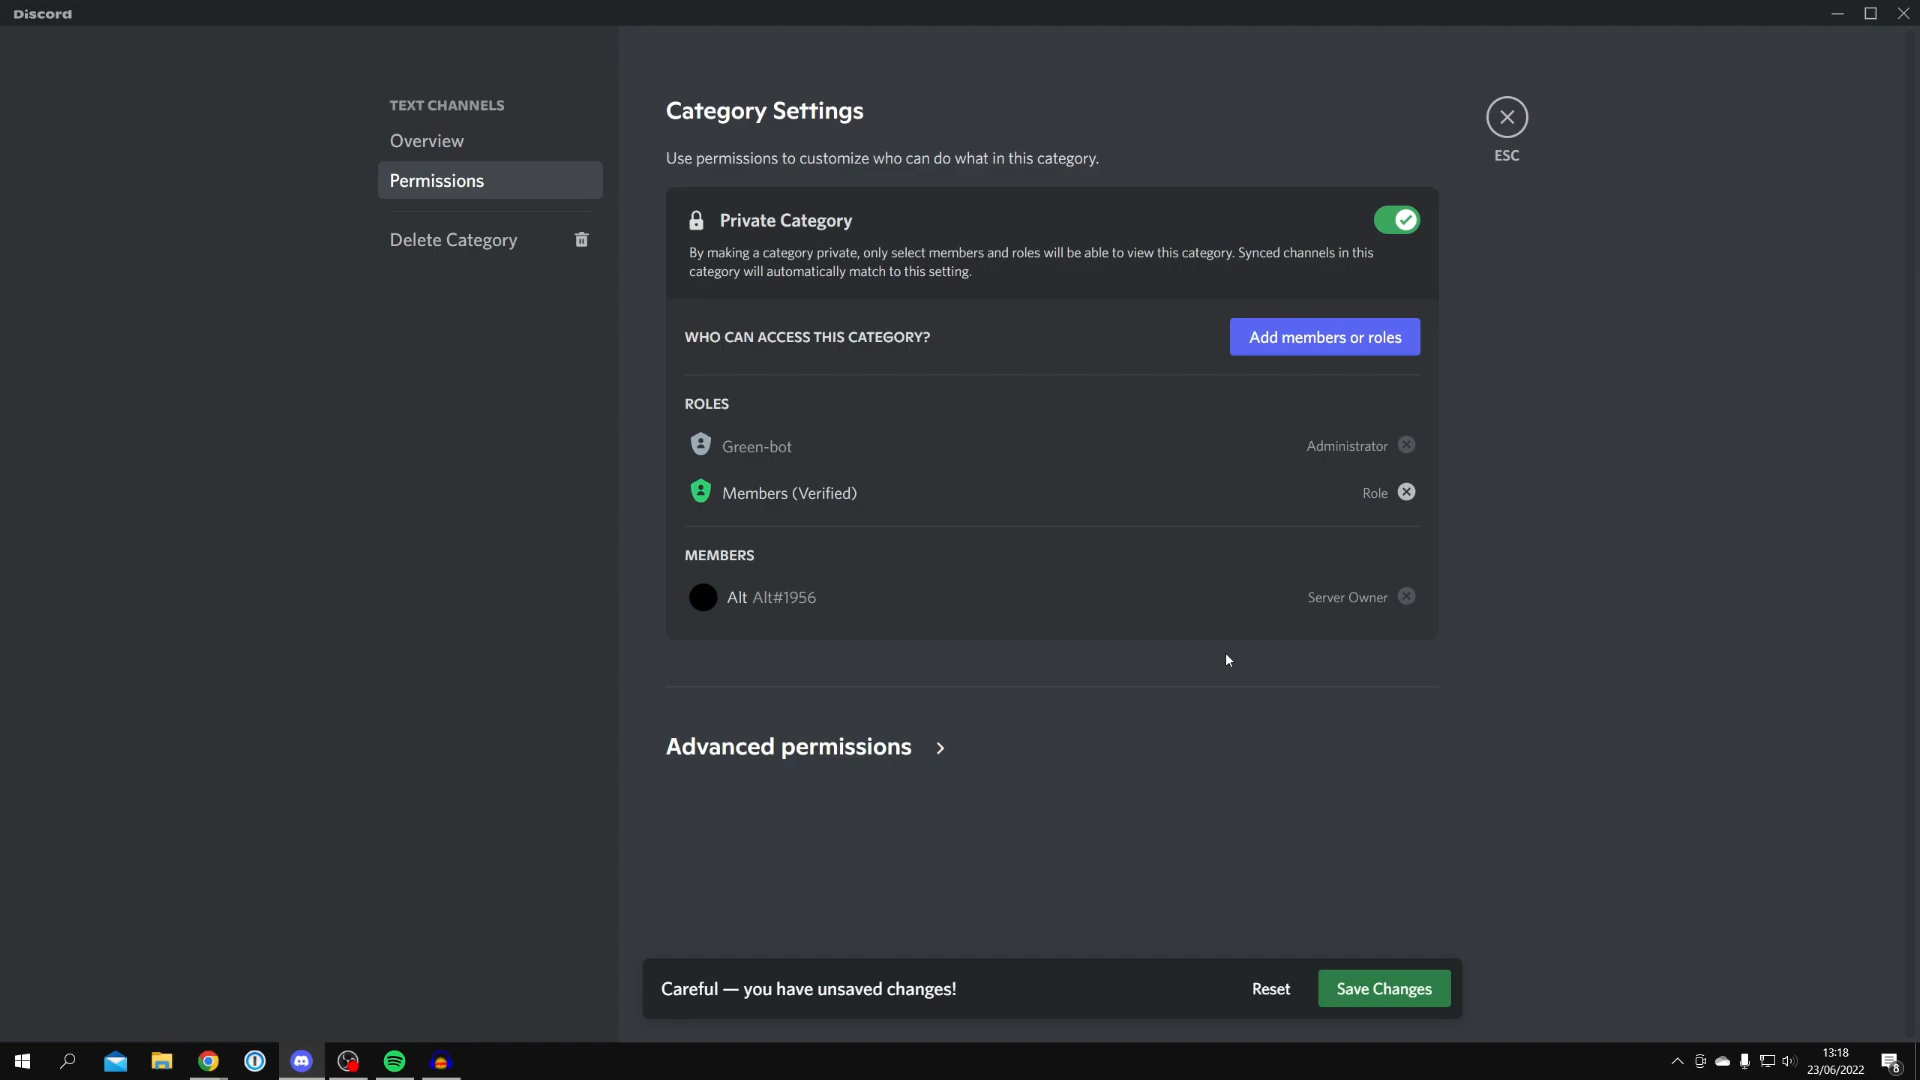 Discord
TEXT CHANNELS
Overview
Permissions
Delete Category
Category Settings
Use permissions to customize who can do what in this category.
ESC
Private Category
By making a category private, only select members and roles will be able to view this category. Synced channels in this
category will automatically match to this setting.
WHO CAN ACCESS THIS CATEGORY?
Add members or roles
ROLES
Green-bot
Administrator
Members (Verified)
Role
MEMBERS
Alt Alt#1956
Server Owner
Advanced permissions
Careful — you have unsaved changes!
Reset
Save Changes
13:18
23/06/2022
8